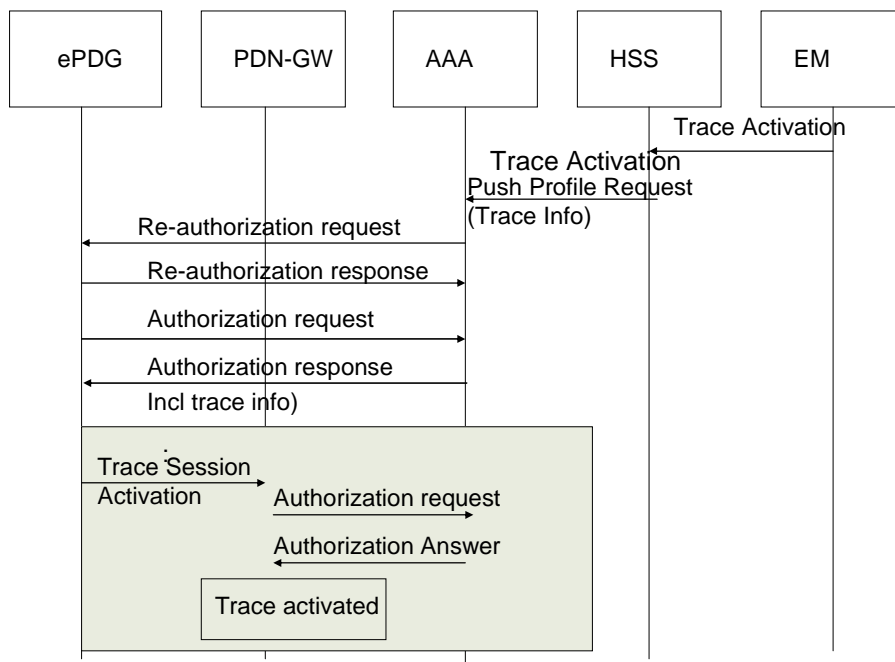 ePDG
PDN-GW
AAA
HSS
EM
Trace Activation
Trace Activation
Push Profile Request
(Trace Info)
Re-authorization request
Re-authorization response
Authorization request
Authorization response
Incl trace info)
:
Trace Session
Activation
Authorization request
Authorization Answer
Trace activated